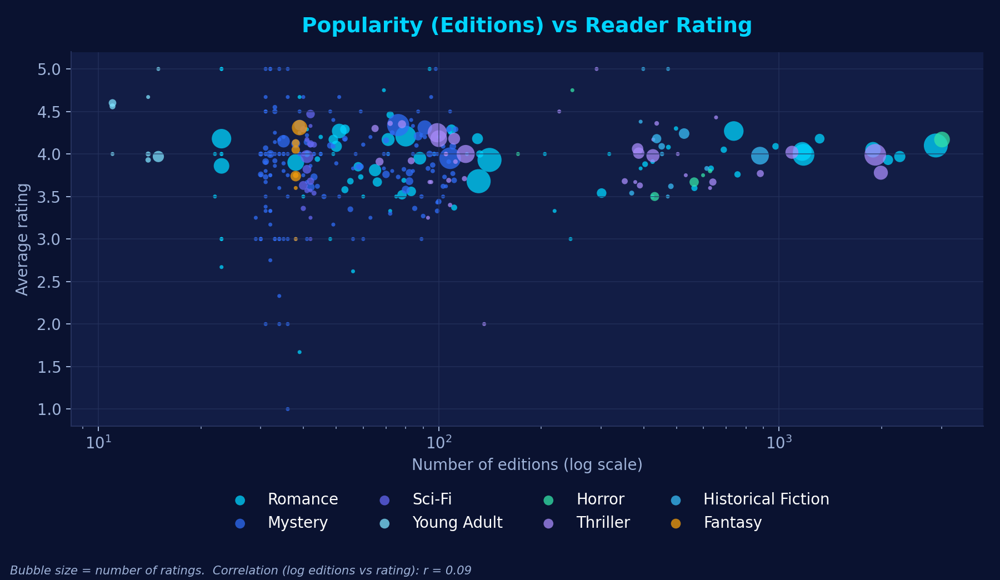 Popularity (Editions) vs Reader Rating
Average rating
5.0
4.5
4.0
3.5
3.0
2.5
2.0
1.5
1.0
10¹ 10² 10³
Number of editions (log scale)
Romance Sci-Fi Horror Historical Fiction
Mystery Young Adult Thriller Fantasy
Bubble size = number of ratings.  Correlation (log editions vs rating): r = 0.09